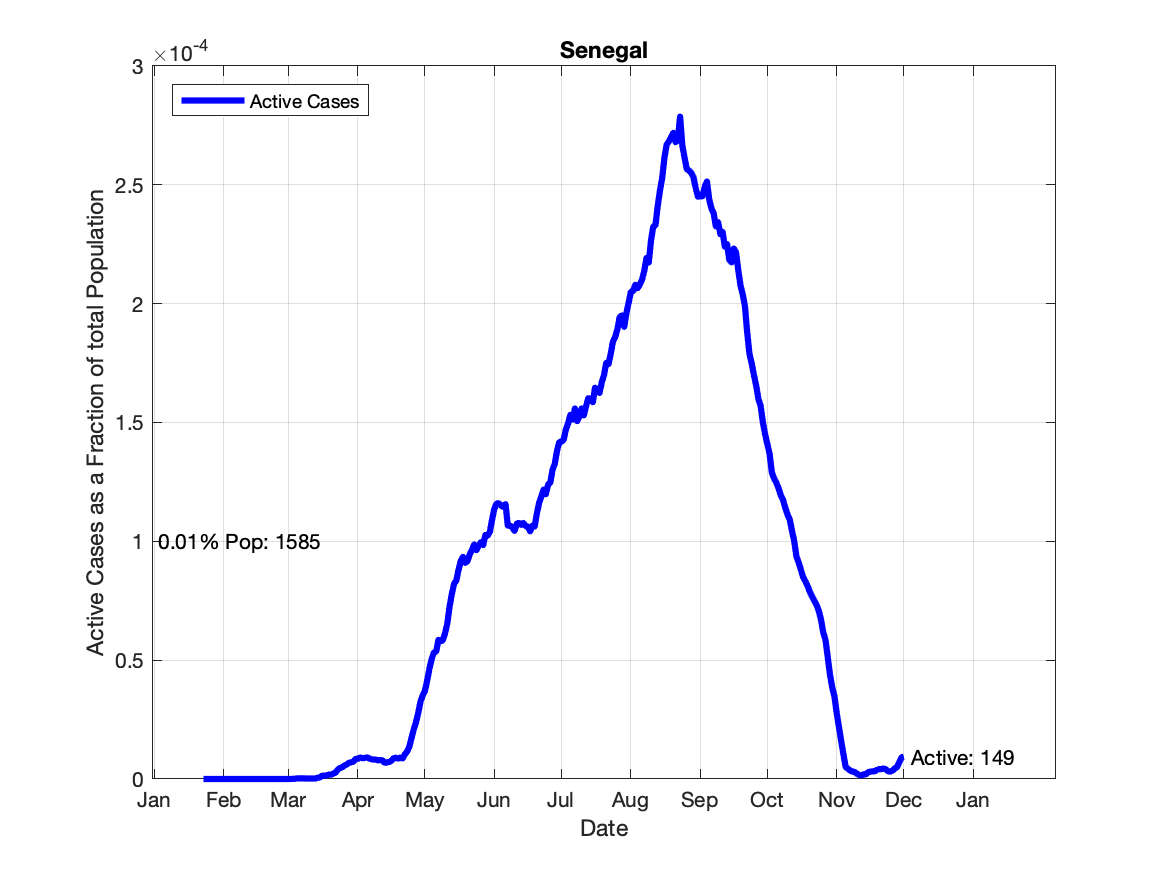 Senegal
×10-4
3
Active Cases
2.5
2
1.5
1
0.01% Pop: 1585
0.5
0
Active: 149
Jan Feb Mar Apr May Jun Jul Aug Sep Oct Nov Dec Jan
Date
Active Cases as a Fraction of total Population